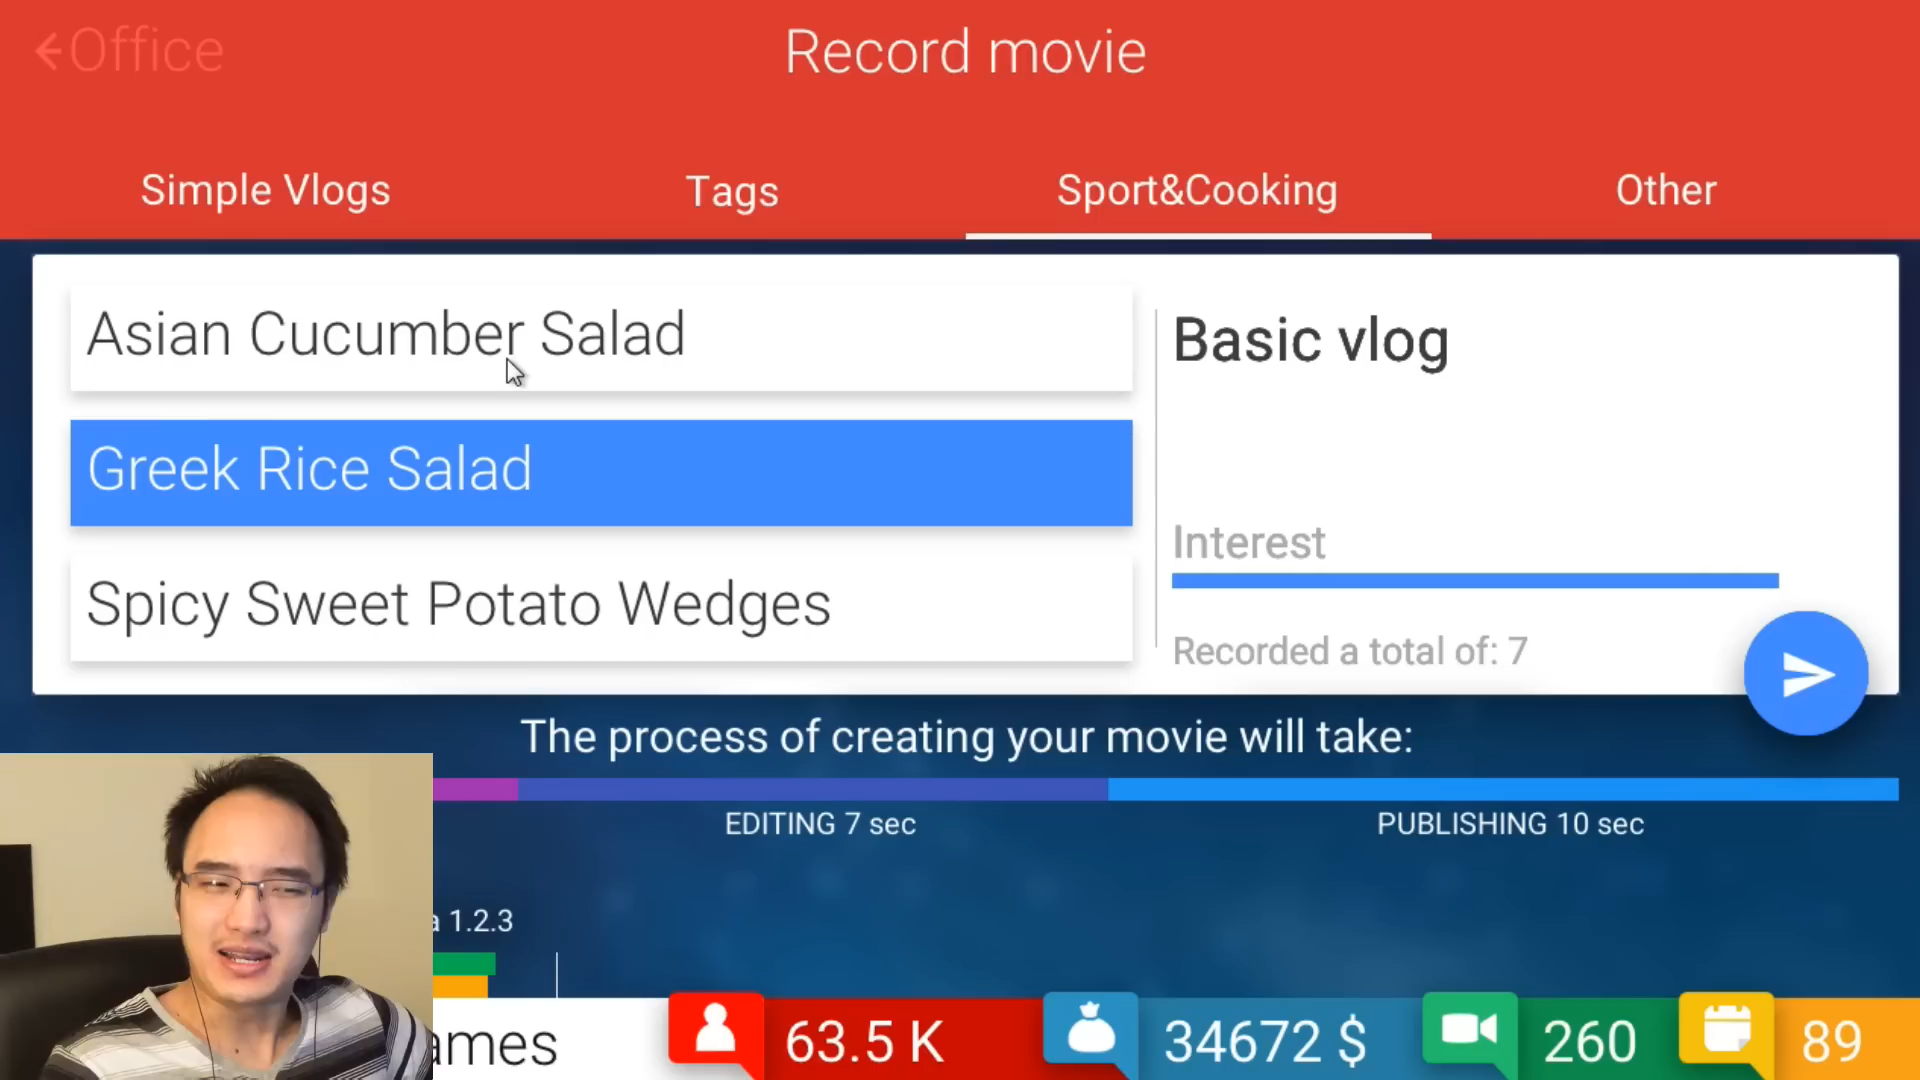 Office
Record movie
Simple Vlogs
Tags
Sport&Cooking
Other
Asian Cucumber Salad
Greek Rice Salad
Spicy Sweet Potato Wedges
Basic vlog
Interest
Recorded a total of: 7
The process of creating your movie will take:
EDITING 7 sec
PUBLISHING 10 sec
a 1.2.3
ames
63.5 K
34672 $
260
89